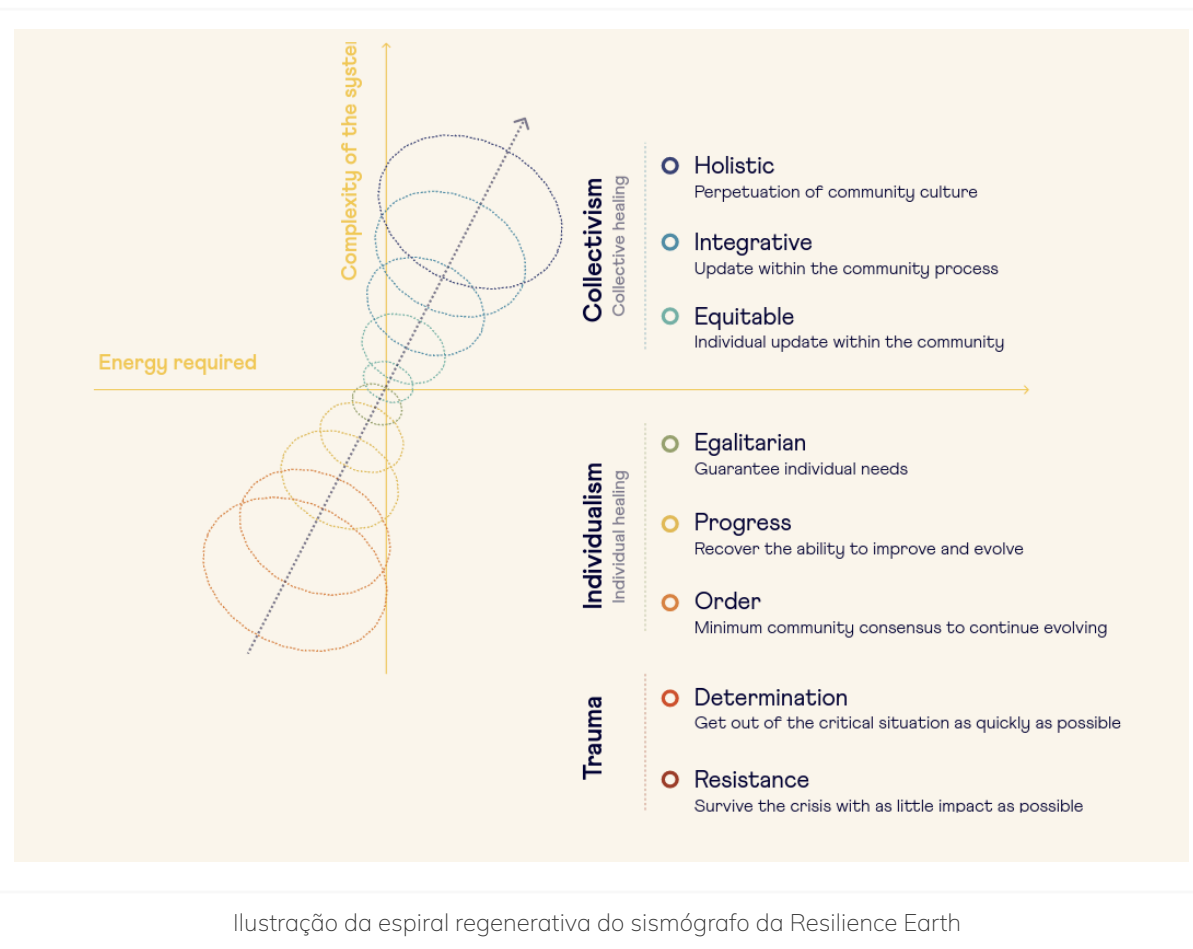 Complexity of the syste
Energy required
Collectivism
Collective healing
Holistic
Perpetuation of community culture
Integrative
Update within the community process
Equitable
Individual update within the community
Individualism
Individual healing
Egalitarian
Guarantee individual needs
Progress
Recover the ability to improve and evolve
Order
Minimum community consensus to continue evolving
Trauma
Determination
Get out of the critical situation as quickly as possible
Resistance
Survive the crisis with as little impact as possible
Ilustração da espiral regenerativa do sismógrafo da Resilience Earth